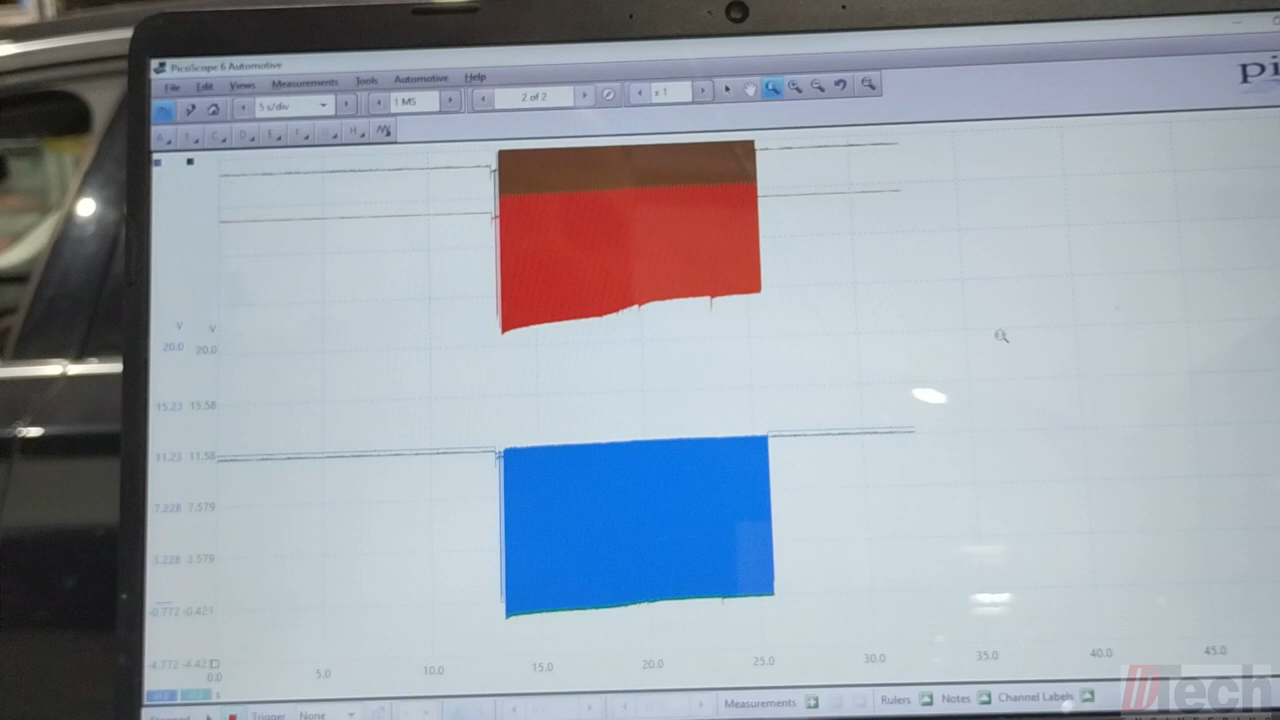 PicoScope 6 Automotive
File Edit Views Measurements Tools Automotive Help
pi
5 s/div 1 MS 2 of 2 x 1
A B C D E F G H
V V
20.0 20.0
15.23 15.58
11.23 11.58
7.228 7.579
3.228 3.579
-0.772 -0.421
-4.772 -4.421
0.0 5.0 10.0 15.0 20.0 25.0 30.0 35.0 40.0 45.0
s
Trigger None Measurements Rulers Notes Channel Labels
Tech